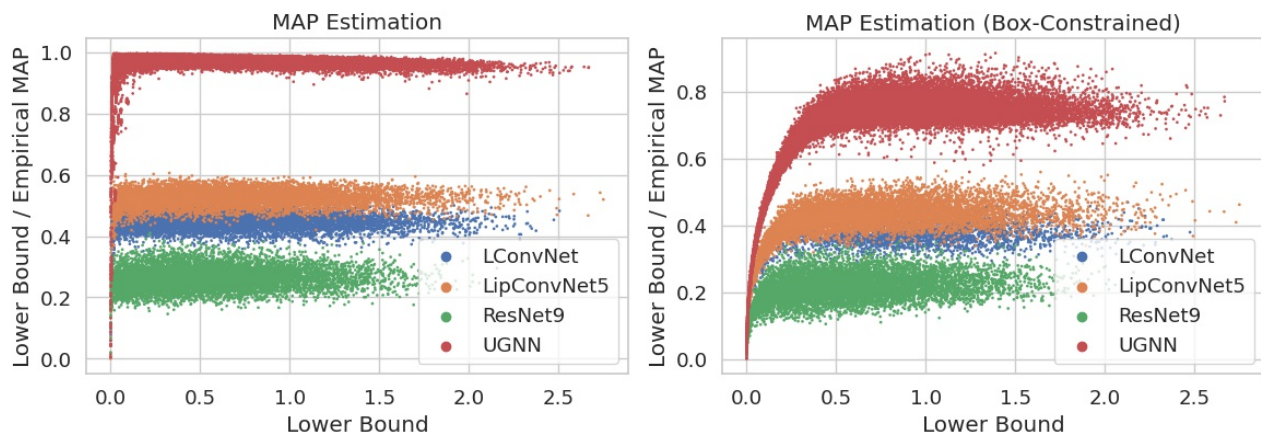 MAP Estimation
Lower Bound / Empirical MAP
1.0
0.8
0.6
0.4
0.2
0.0
LConvNet
LipConvNet5
ResNet9
UGNN
0.0 0.5 1.0 1.5 2.0 2.5
Lower Bound
MAP Estimation (Box-Constrained)
Lower Bound / Empirical MAP
0.8
0.6
0.4
0.2
0.0
LConvNet
LipConvNet5
ResNet9
UGNN
0.0 0.5 1.0 1.5 2.0 2.5
Lower Bound